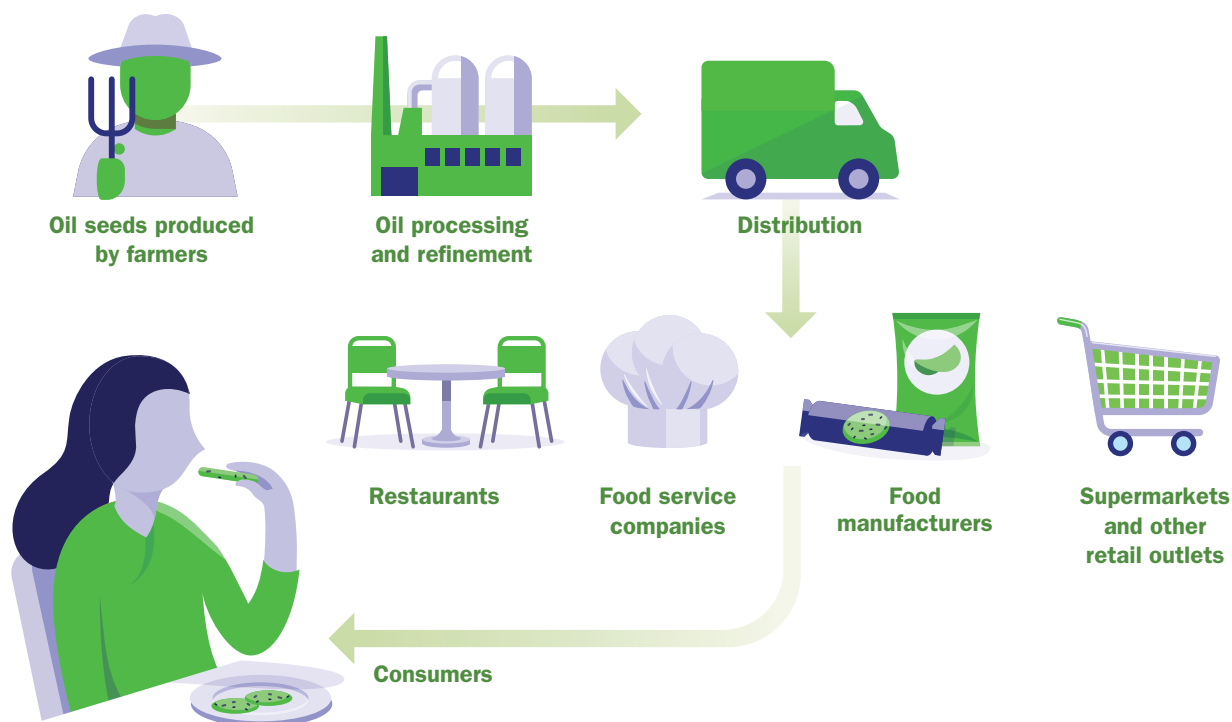 Oil seeds produced
by farmers
Oil processing
and refinement
Distribution
Restaurants
Food service
companies
Food
manufacturers
Supermarkets
and other
retail outlets
Consumers